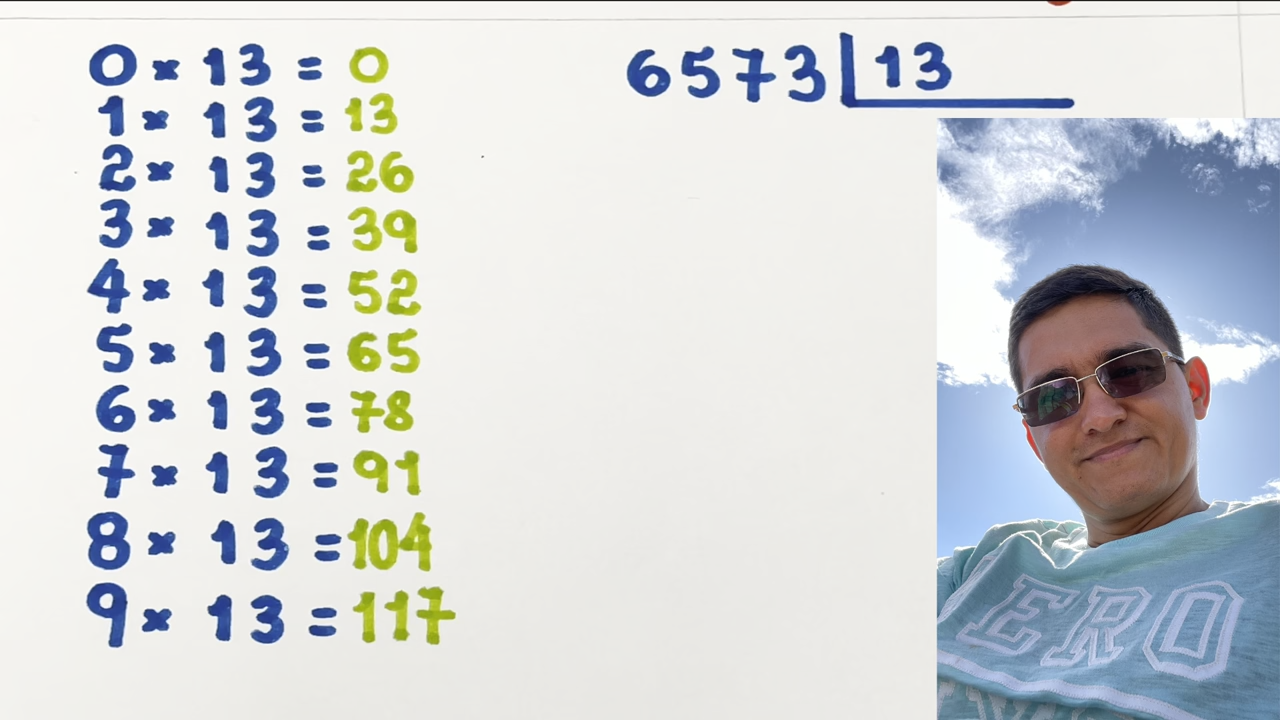 0 × 13 = 0
1 × 13 = 13
2 × 13 = 26
3 × 13 = 39
4 × 13 = 52
5 × 13 = 65
6 × 13 = 78
7 × 13 = 91
8 × 13 = 104
9 × 13 = 117
6573 13
ERO